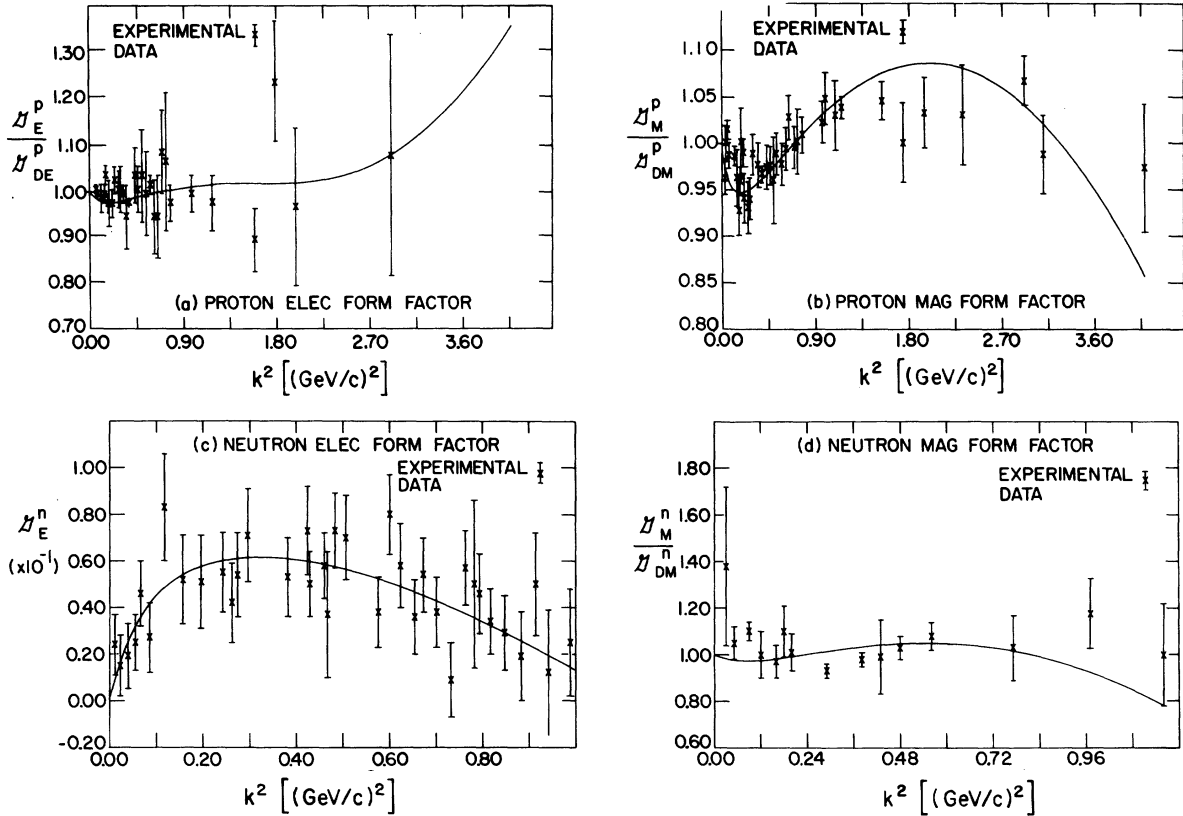 EXPERIMENTAL
DATA
1.30
1.20
1.10
1.00
0.90
0.80
0.70
𝒢_E^p
𝒢_DE^p
(a) PROTON ELEC FORM FACTOR
0.00 0.90 1.80 2.70 3.60
k² [(GeV/c)²]
EXPERIMENTAL
DATA
1.10
1.05
1.00
0.95
0.90
0.85
0.80
𝒢_M^p
𝒢_DM^p
(b) PROTON MAG FORM FACTOR
0.00 0.90 1.80 2.70 3.60
k² [(GeV/c)²]
(c) NEUTRON ELEC FORM FACTOR
EXPERIMENTAL
DATA
1.00
0.80
0.60
0.40
0.20
0.00
-0.20
𝒢_E^n
(x10⁻¹)
0.00 0.20 0.40 0.60 0.80
k² [(GeV/c)²]
(d) NEUTRON MAG FORM FACTOR
EXPERIMENTAL
DATA
1.80
1.60
1.40
1.20
1.00
0.80
0.60
𝒢_M^n
𝒢_DM^n
0.00 0.24 0.48 0.72 0.96
k² [(GeV/c)²]